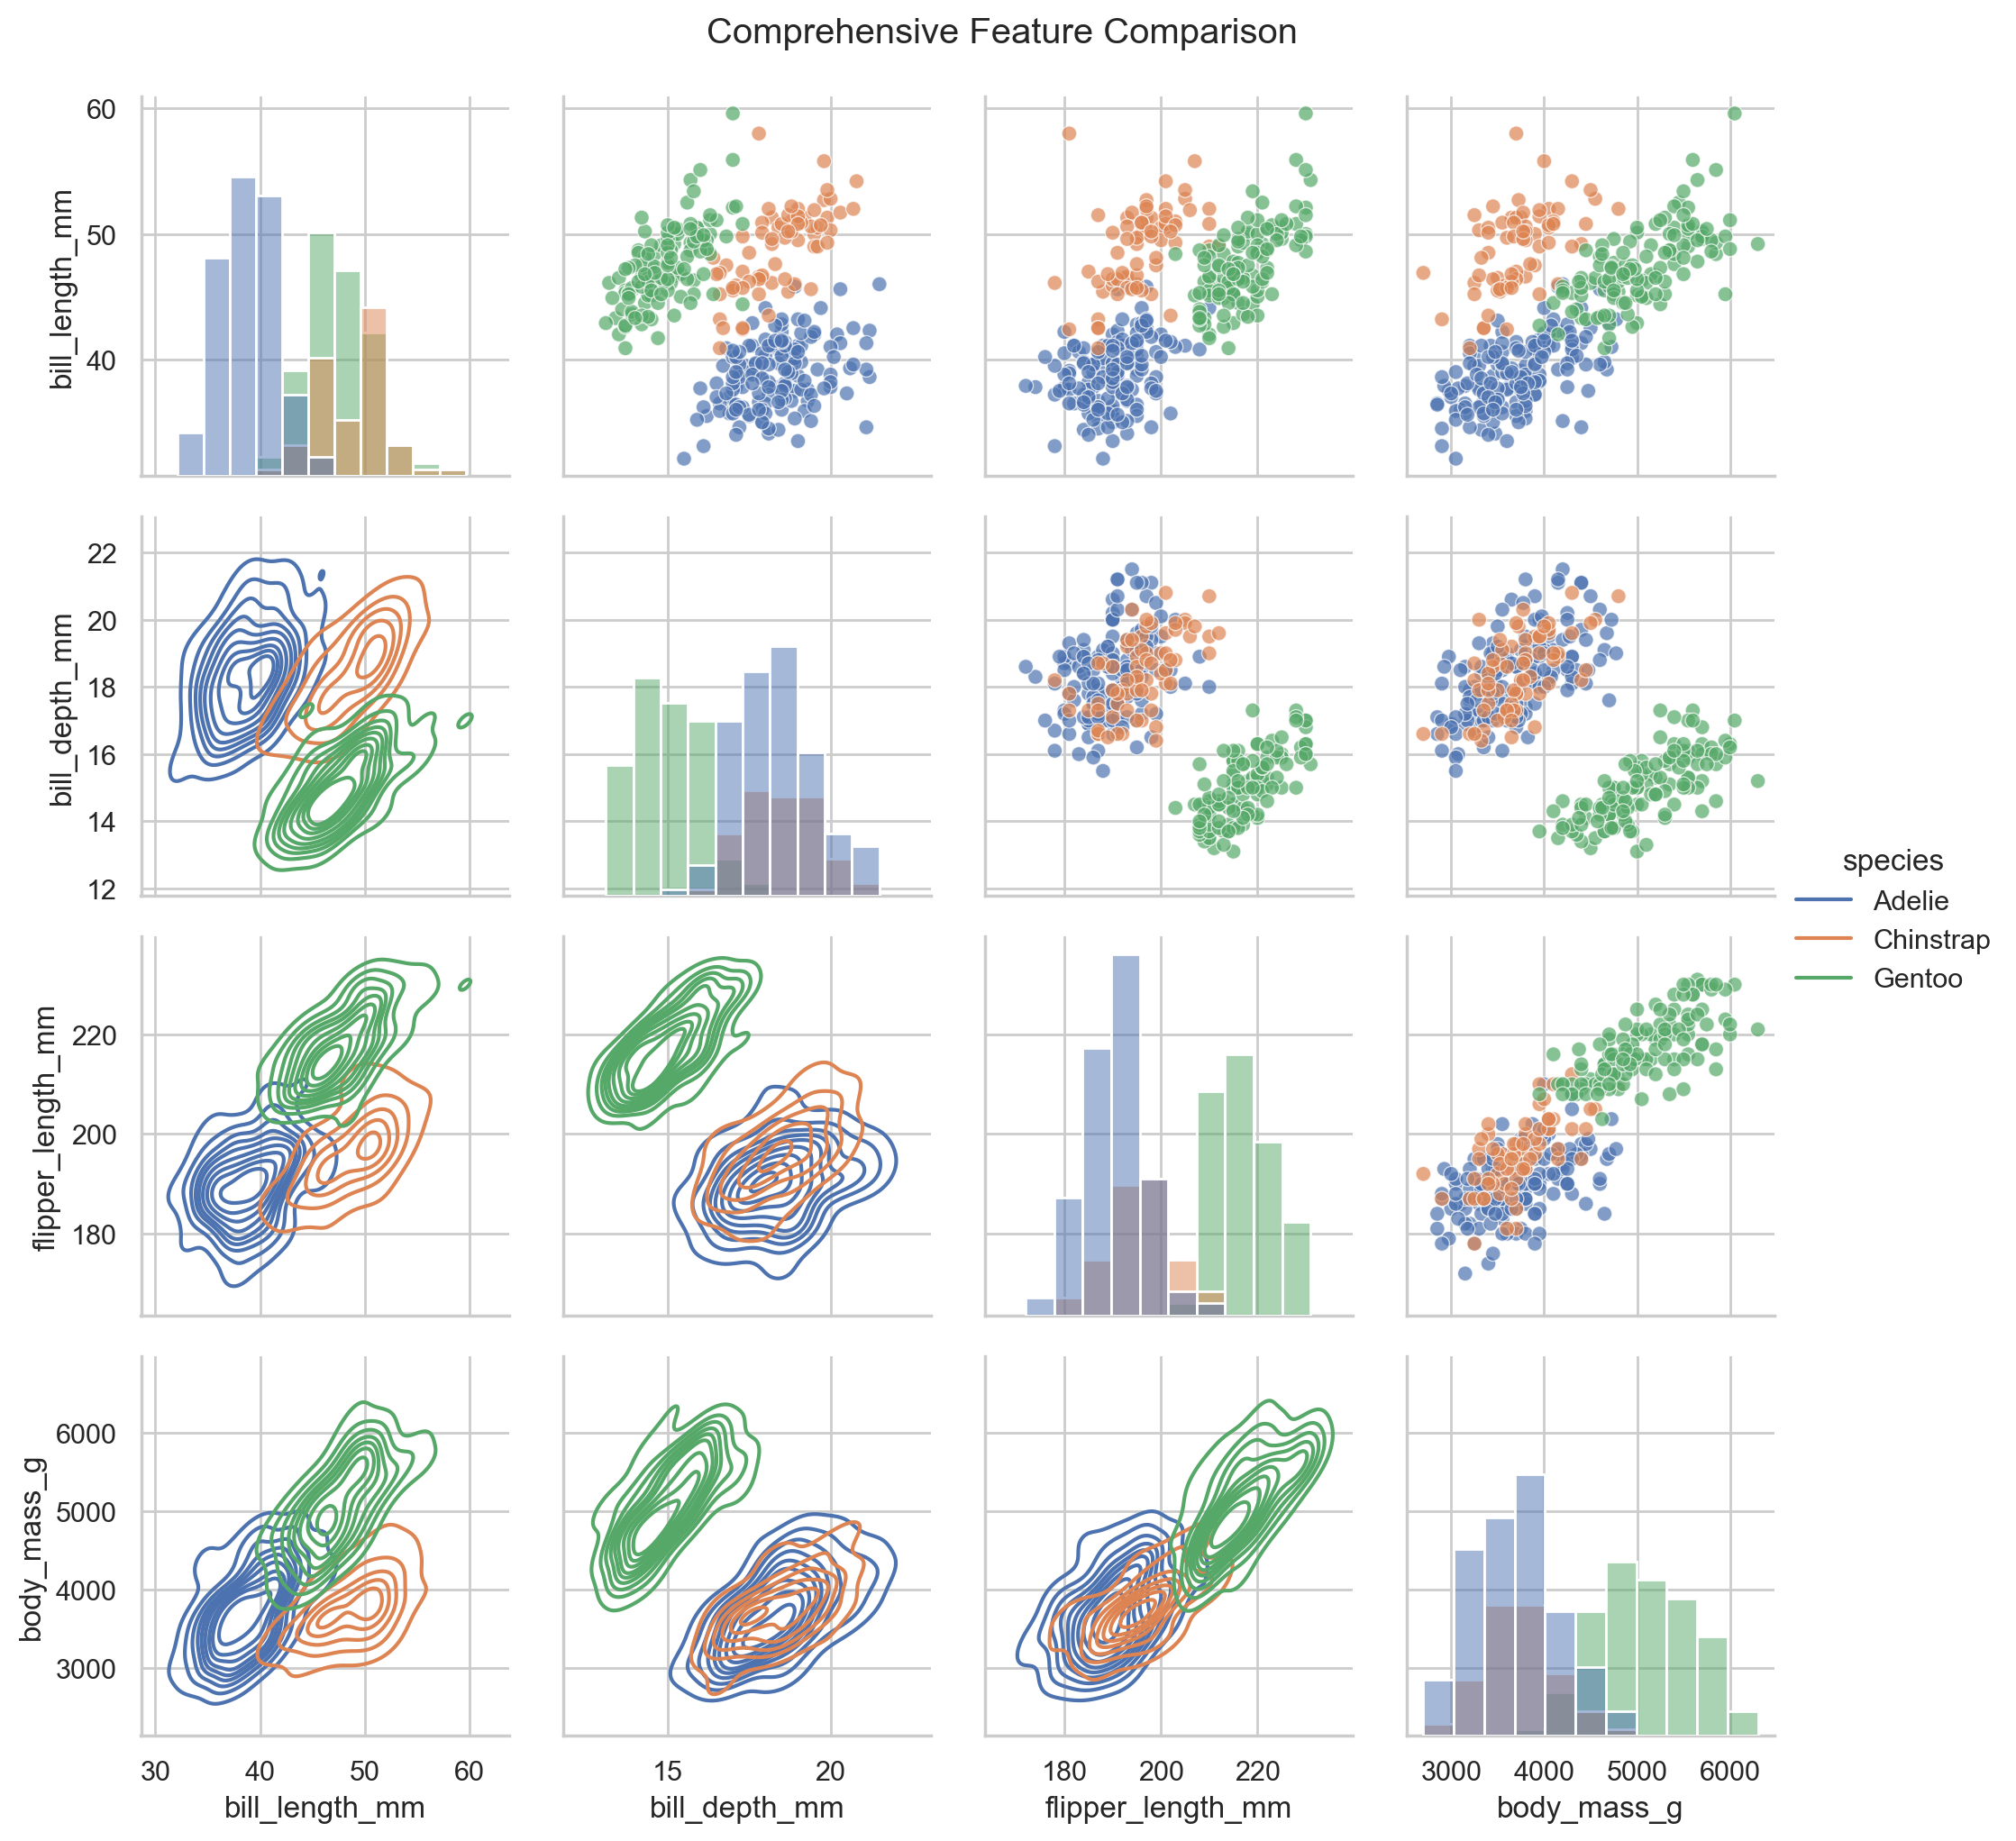 Comprehensive Feature Comparison
60
50
40
bill_length_mm
22
20
18
16
14
12
bill_depth_mm
species
Adelie
Chinstrap
Gentoo
220
200
180
flipper_length_mm
6000
5000
4000
3000
body_mass_g
30 40 50 60
15 20
180 200 220
3000 4000 5000 6000
bill_length_mm
bill_depth_mm
flipper_length_mm
body_mass_g